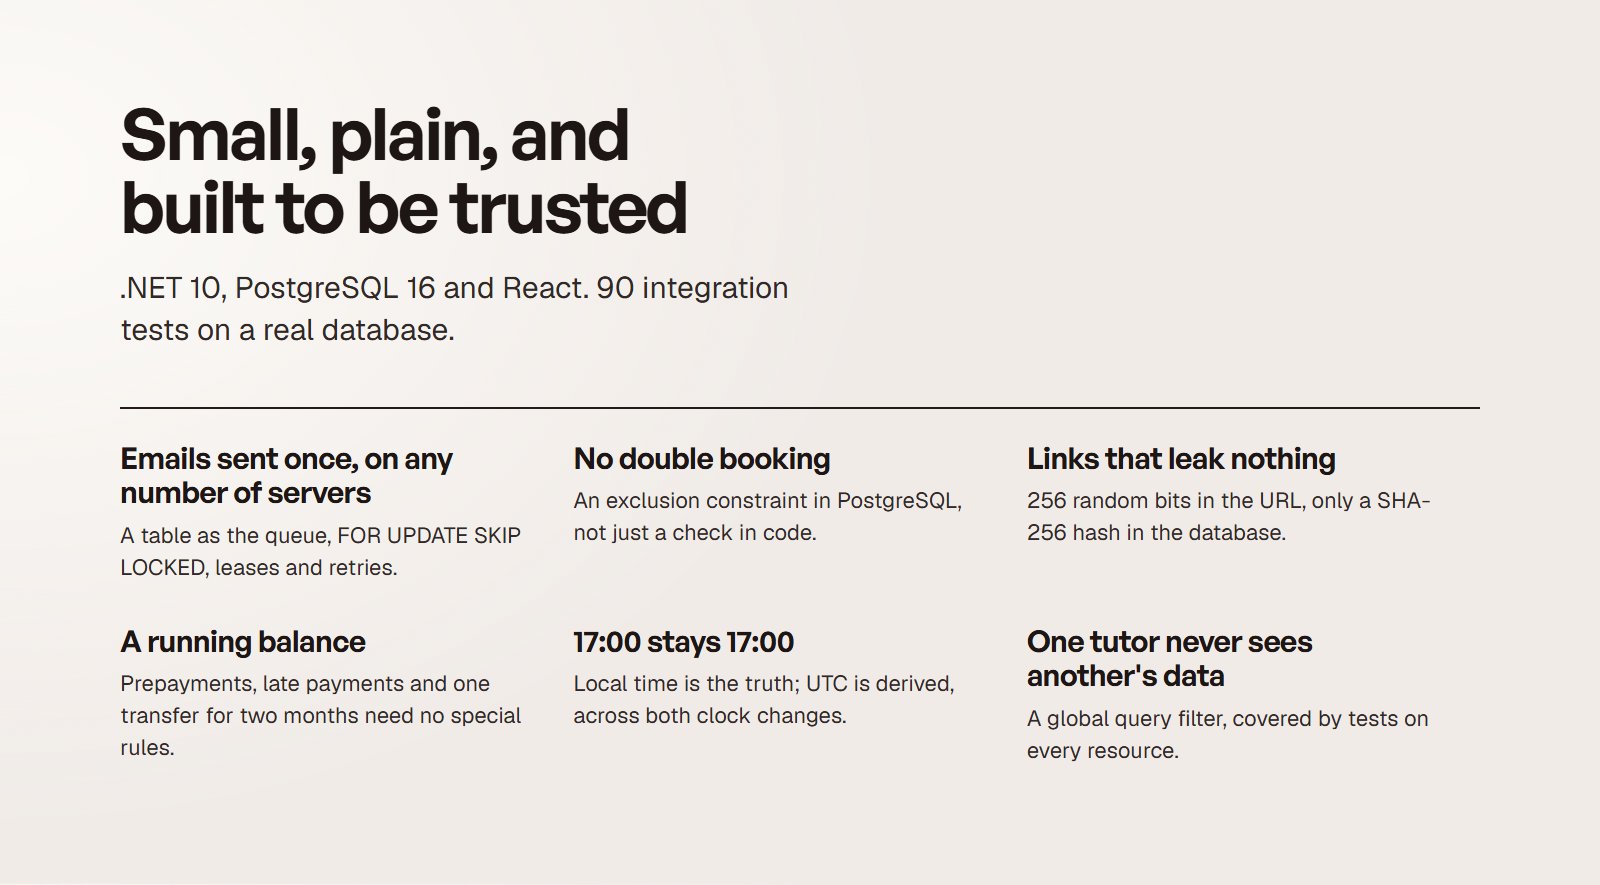 Small, plain, and
built to be trusted
.NET 10, PostgreSQL 16 and React. 90 integration
tests on a real database.
Emails sent once, on any
number of servers
A table as the queue, FOR UPDATE SKIP
LOCKED, leases and retries.
No double booking
An exclusion constraint in PostgreSQL,
not just a check in code.
Links that leak nothing
256 random bits in the URL, only a SHA-
256 hash in the database.
A running balance
Prepayments, late payments and one
transfer for two months need no special
rules.
17:00 stays 17:00
Local time is the truth; UTC is derived,
across both clock changes.
One tutor never sees
another's data
A global query filter, covered by tests on
every resource.